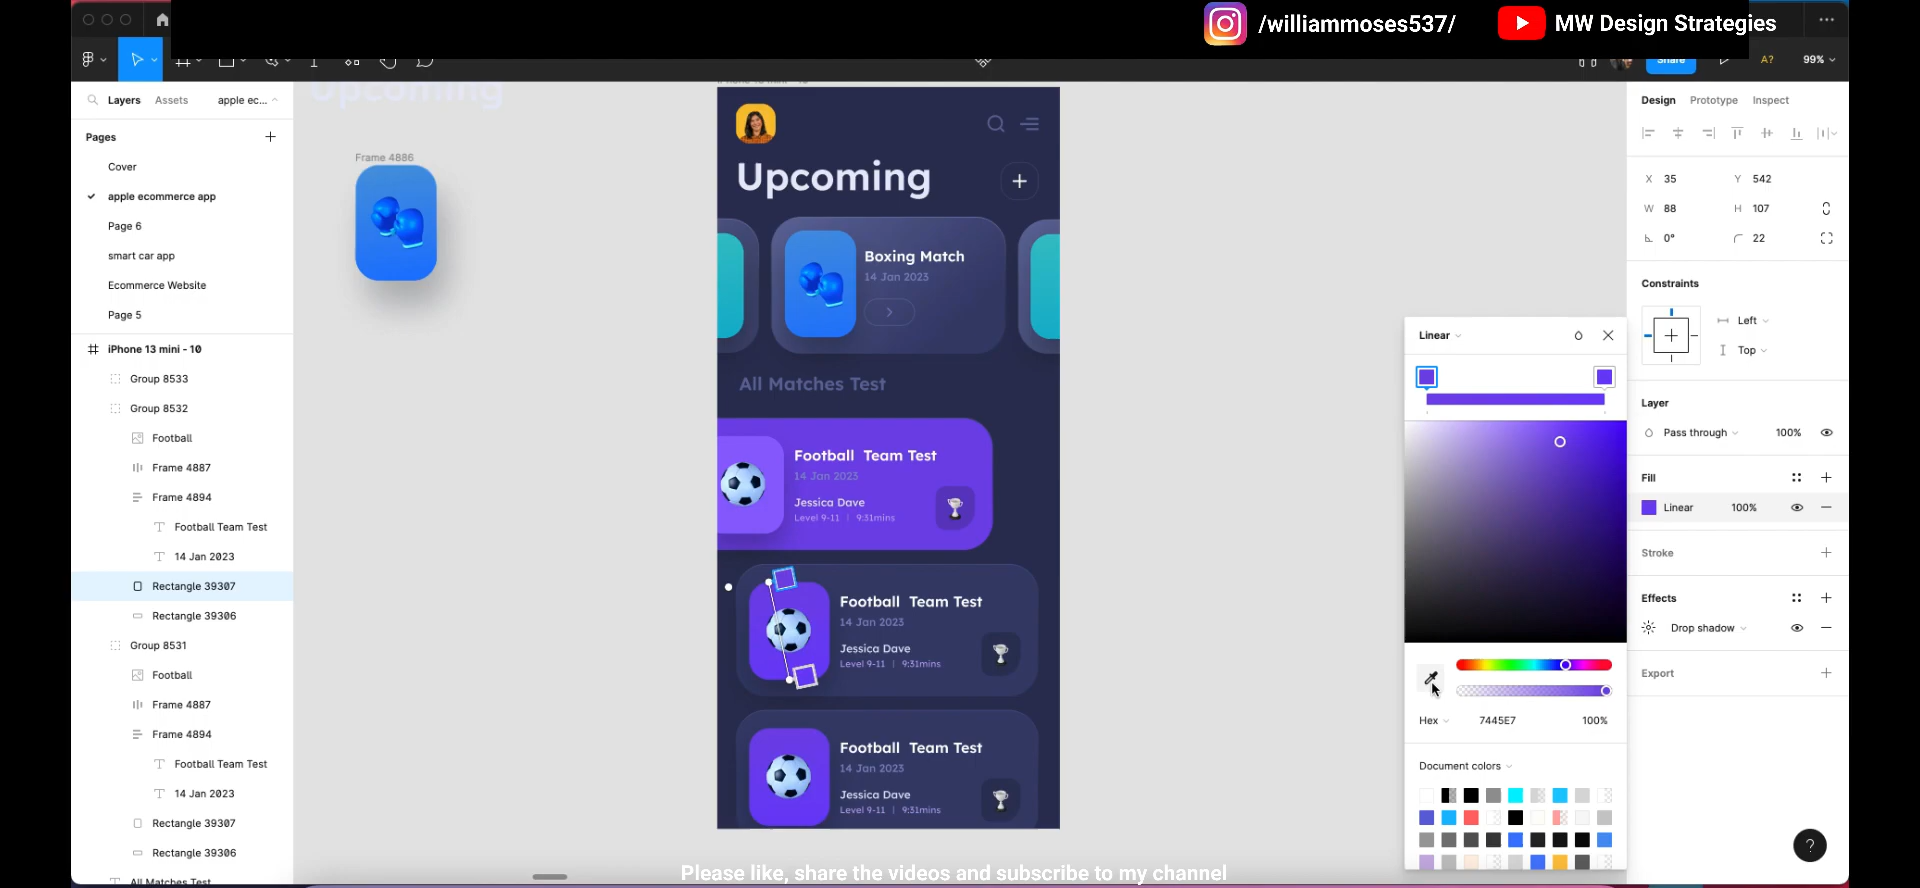 /williammoses537/
MW Design Strategies
Share
A?
99%
Layers
Assets
apple ec...
Pages
Cover
apple ecommerce app
Page 6
smart car app
Ecommerce Website
Page 5
iPhone 13 mini - 10
Group 8533
Group 8532
Football
Frame 4887
Frame 4894
Football Team Test
14 Jan 2023
Rectangle 39307
Rectangle 39306
Group 8531
Football
Frame 4887
Frame 4894
Football Team Test
14 Jan 2023
Rectangle 39307
Rectangle 39306
All Matches Test
Upcoming
Frame 4886
Upcoming
Boxing Match
14 Jan 2023
All Matches Test
Football Team Test
14 Jan 2023
Jessica Dave
Level 9-11 | 9:31mins
Football Team Test
14 Jan 2023
Jessica Dave
Level 9-11 | 9:31mins
Football Team Test
14 Jan 2023
Jessica Dave
Level 9-11 | 9:31mins
Linear
Hex
7445E7
100%
Document colors
Design
Prototype
Inspect
X 35
Y 542
W 88
H 107
0°
22
Constraints
Left
Top
Layer
Pass through
100%
Fill
Linear
100%
Stroke
Effects
Drop shadow
Export
?
Please like, share the videos and subscribe to my channel